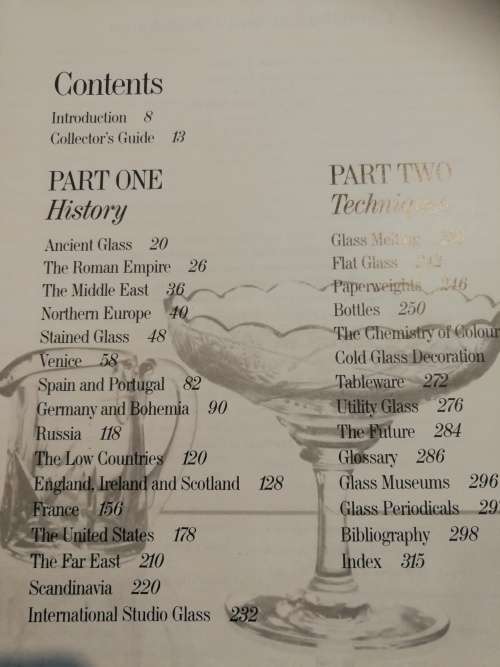 Contents
Introduction 8
Collector's Guide 13
PART ONE
History
Ancient Glass 20
The Roman Empire 26
The Middle East 36
Northern Europe 40
Stained Glass 48
Venice 58
Spain and Portugal 82
Germany and Bohemia 90
Russia 118
The Low Countries 120
England, Ireland and Scotland 128
France 156
The United States 178
The Far East 210
Scandinavia 220
International Studio Glass 232
PART TWO
Techniques
Glass Melting
Flat Glass 242
Paperweights 246
Bottles 250
The Chemistry of Colour
Cold Glass Decoration
Tableware 272
Utility Glass 276
The Future 284
Glossary 286
Glass Museums 296
Glass Periodicals
Bibliography 298
Index 315